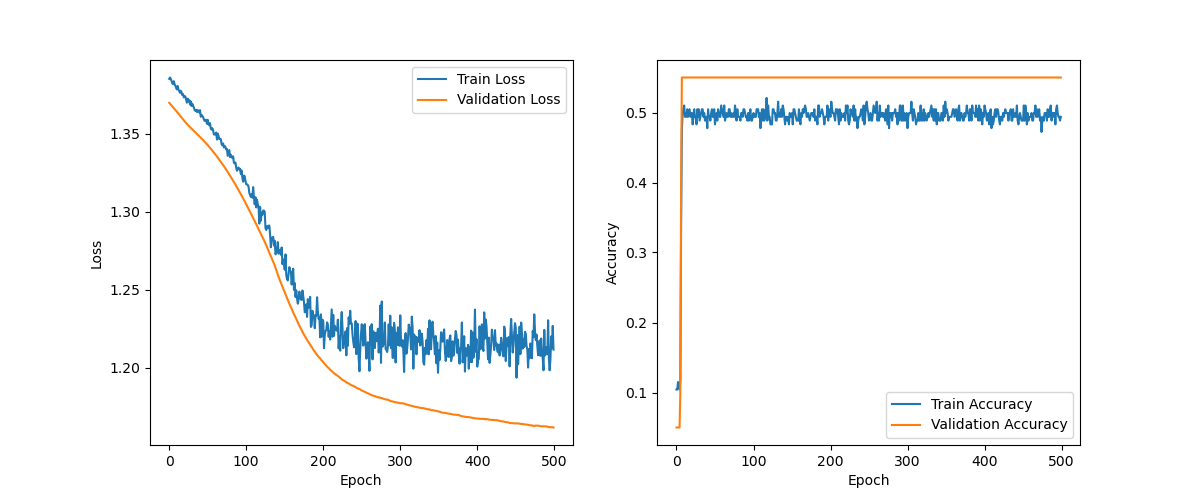 Train Loss
Validation Loss
1.35
1.30
1.25
1.20
Loss
0
100
200
300
400
500
Epoch
0.5
0.4
0.3
0.2
0.1
Accuracy
Train Accuracy
Validation Accuracy
0
100
200
300
400
500
Epoch